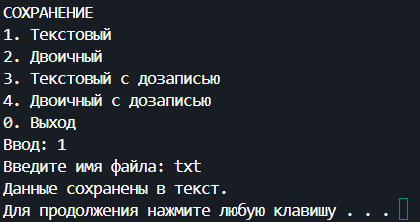 СОХРАНЕНИЕ
1. Текстовый
2. Двоичный
3. Текстовый с дозаписью
4. Двоичный с дозаписью
0. Выход
Ввод: 1
Введите имя файла: txt
Данные сохранены в текст.
Для продолжения нажмите любую клавишу . . .